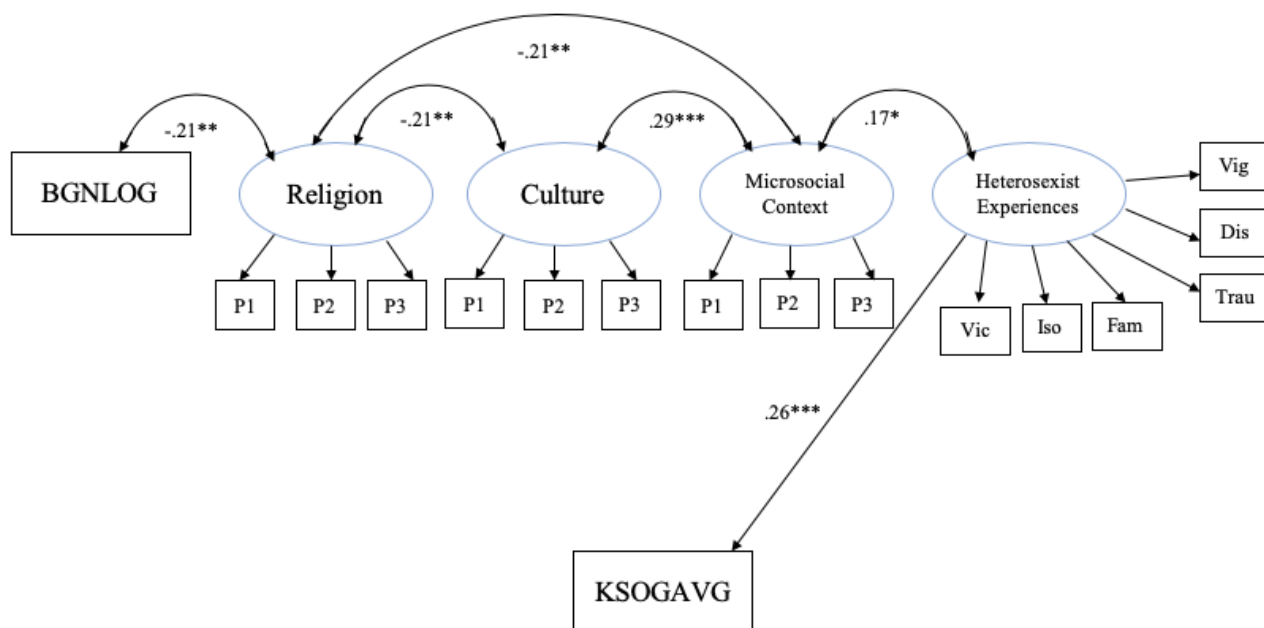 -.21**
-.21**
-.21**
.29***
.17*
BGNLOG
Religion
Culture
Microsocial
Context
Heterosexist
Experiences
Vig
Dis
Trau
P1
P2
P3
P1
P2
P3
P1
P2
P3
Vic
Iso
Fam
.26***
KSOGAVG